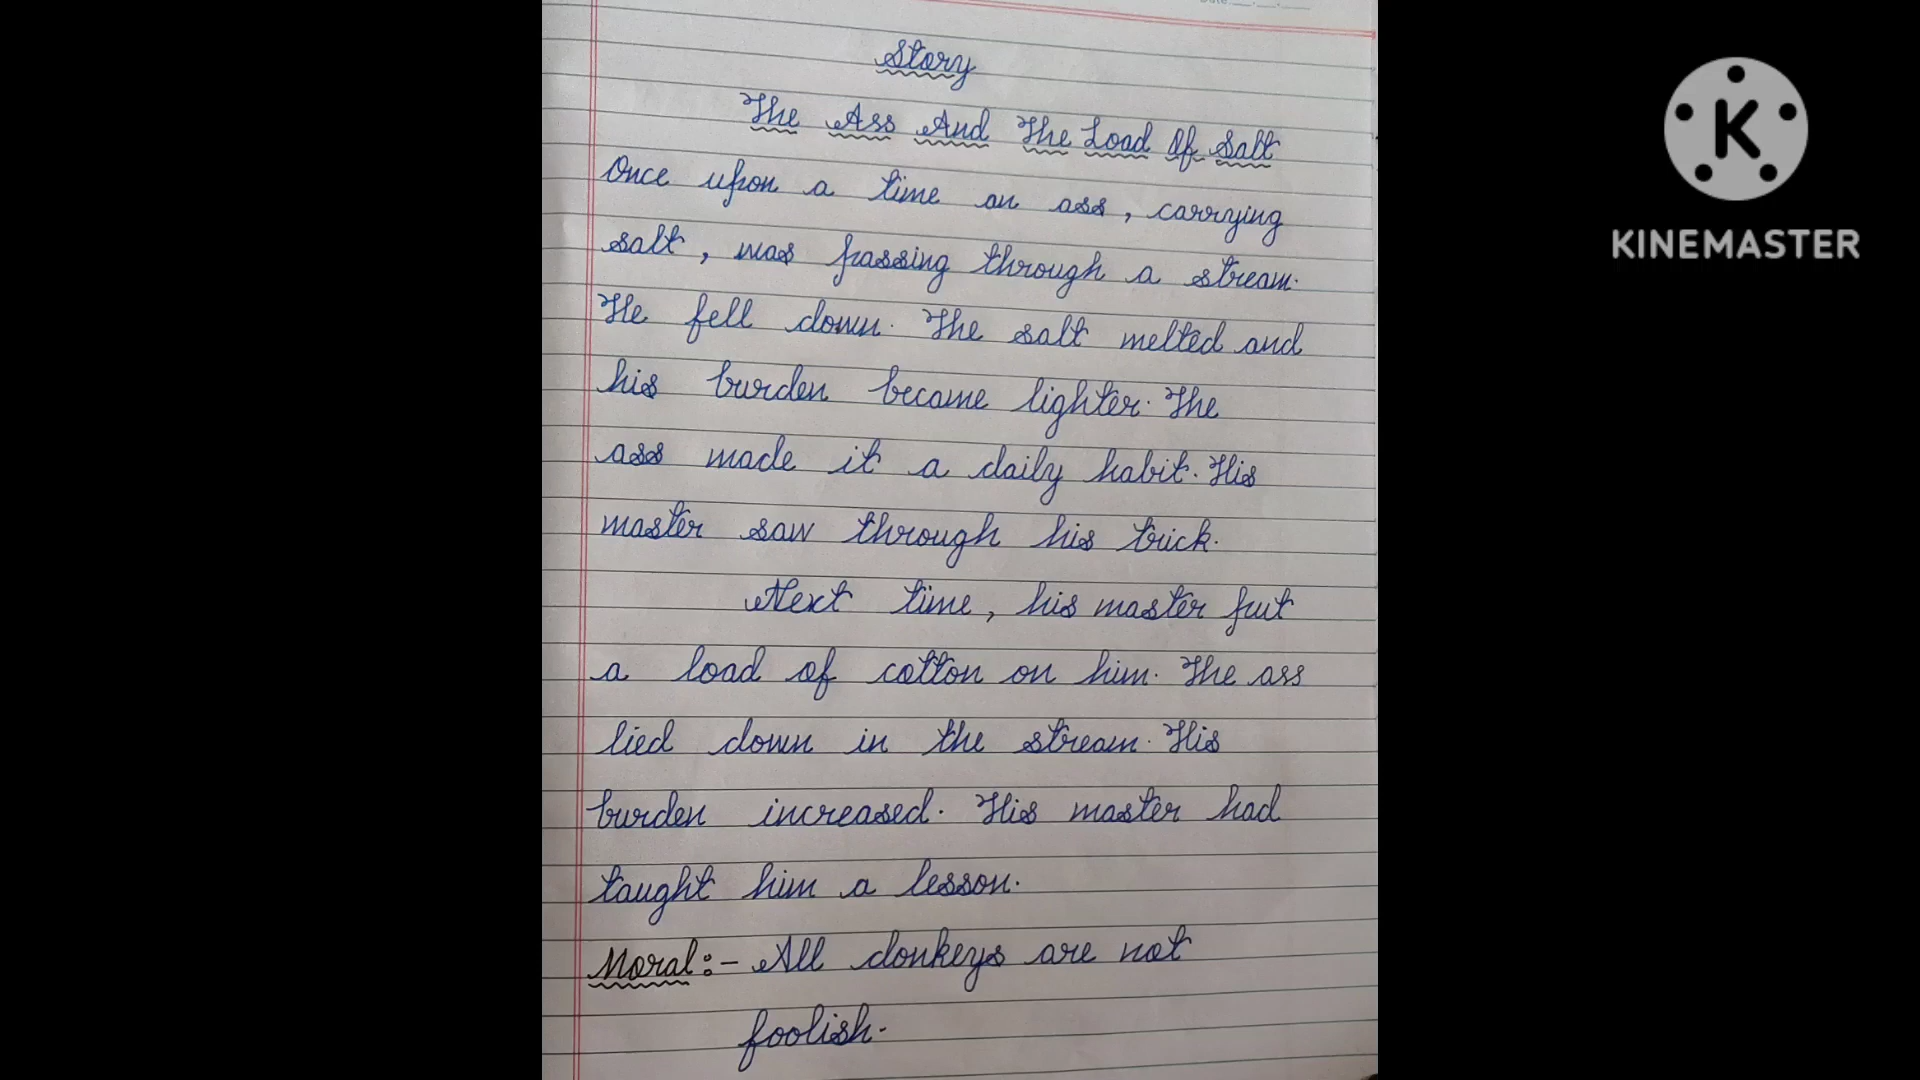 Story
The Ass And The Load Of Salt
Once upon a time an ass, carrying
salt, was passing through a stream.
He fell down. The salt melted and
his burden became lighter. The
ass made it a daily habit. His
master saw through his trick.
Next time, his master put
a load of cotton on him. The ass
lied down in the stream. His
burden increased. His master had
taught him a lesson.
Moral:- All donkeys are not
foolish.
K
KINEMASTER